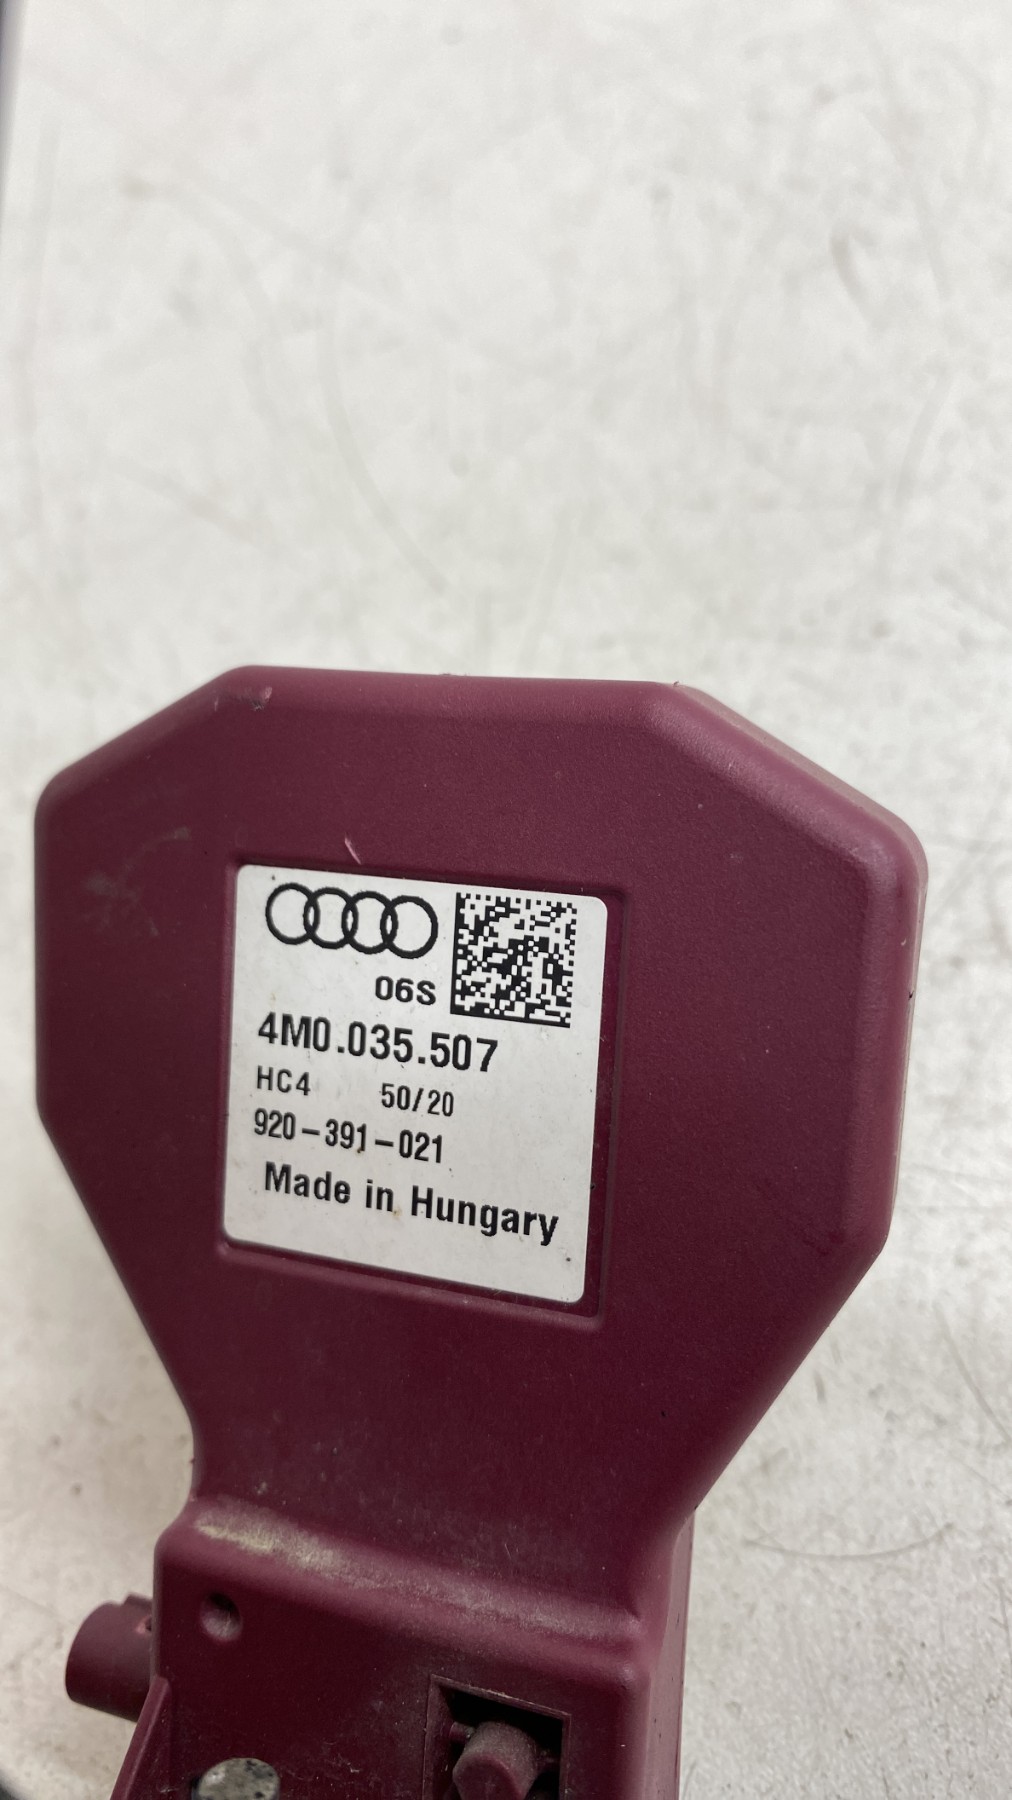 06S
4M0.035.507
HC4 50/20
920-391-021
Made in Hungary